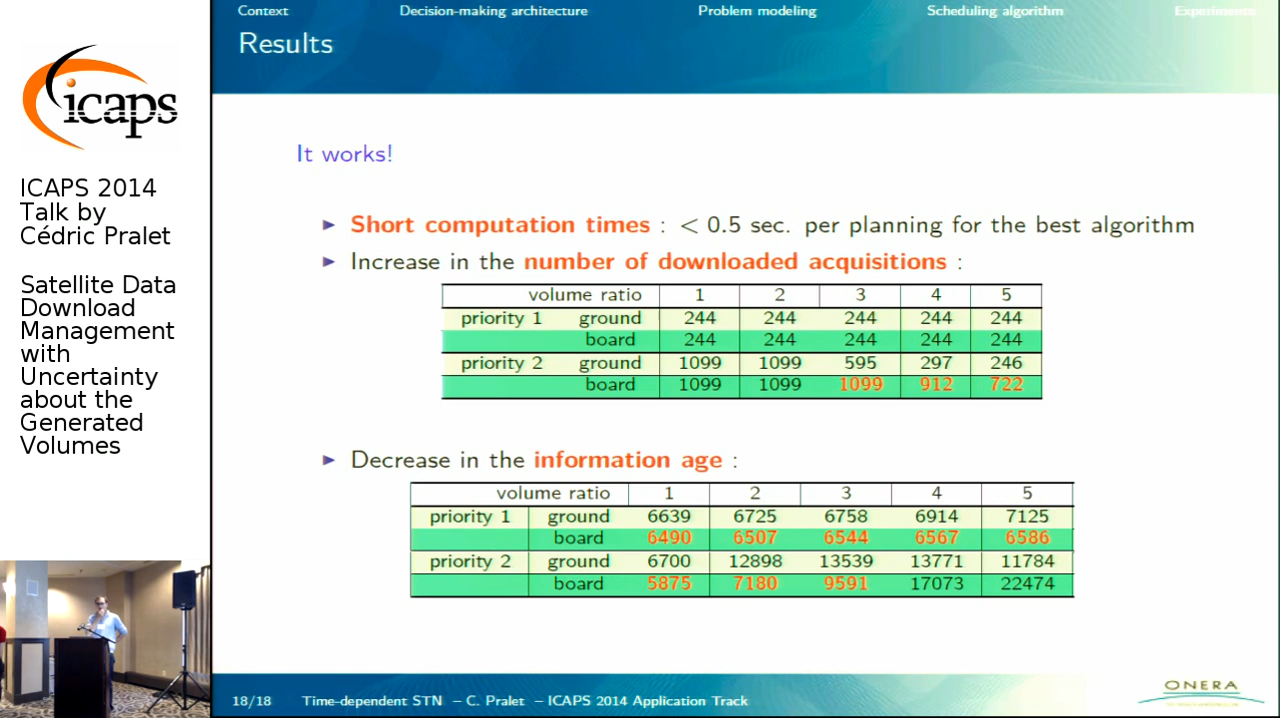 Context Decision-making architecture Problem modeling Scheduling algorithm Experiments
Results
icaps
ICAPS 2014
Talk by
Cédric Pralet
Satellite Data
Download
Management
with
Uncertainty
about the
Generated
Volumes
It works!
Short computation times : < 0.5 sec. per planning for the best algorithm
Increase in the number of downloaded acquisitions :
volume ratio 1 2 3 4 5
priority 1 ground 244 244 244 244 244
board 244 244 244 244 244
priority 2 ground 1099 1099 595 297 246
board 1099 1099 1099 912 722
Decrease in the information age :
volume ratio 1 2 3 4 5
priority 1 ground 6639 6725 6758 6914 7125
board 6490 6507 6544 6567 6586
priority 2 ground 6700 12898 13539 13771 11784
board 5875 7180 9591 17073 22474
18/18 Time-dependent STN – C. Pralet – ICAPS 2014 Application Track
ONERA